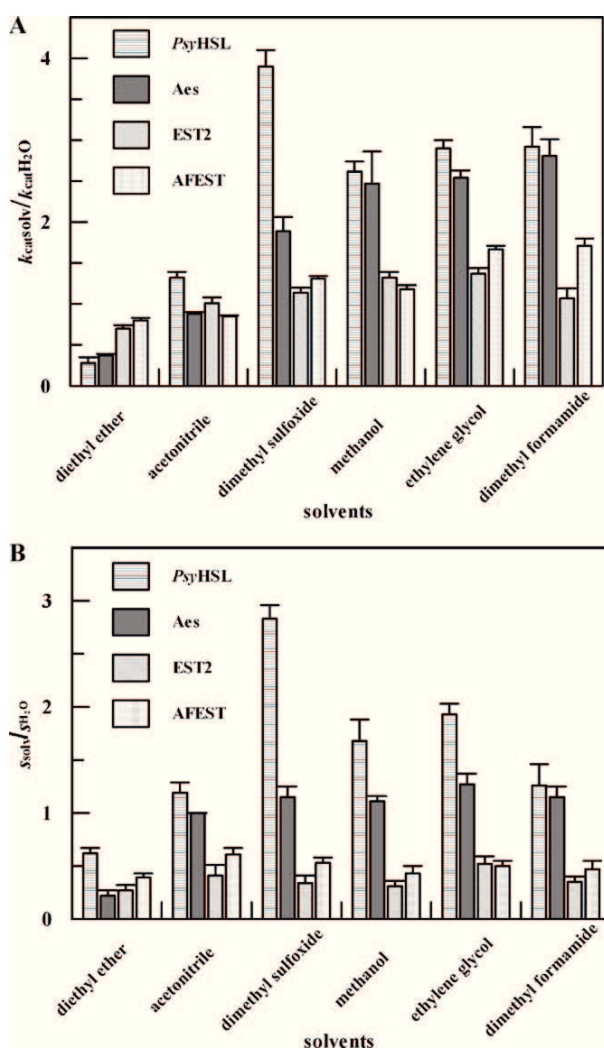 A
PsyHSL
Aes
EST2
AFEST
4
2
0
kcatsolv/kcatH2O
diethyl ether
acetonitrile
dimethyl sulfoxide
methanol
ethylene glycol
dimethyl formamide
solvents
B
PsyHSL
Aes
EST2
AFEST
3
2
1
0
ssolv/sH2O
diethyl ether
acetonitrile
dimethyl sulfoxide
methanol
ethylene glycol
dimethyl formamide
solvents